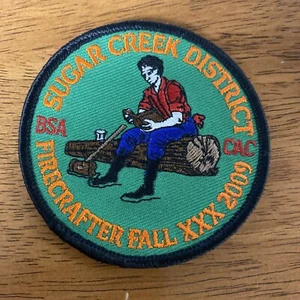 SUGAR CREEK DISTRICT
BSA
CAC
FIRECRAFTER FALL XXX 2009